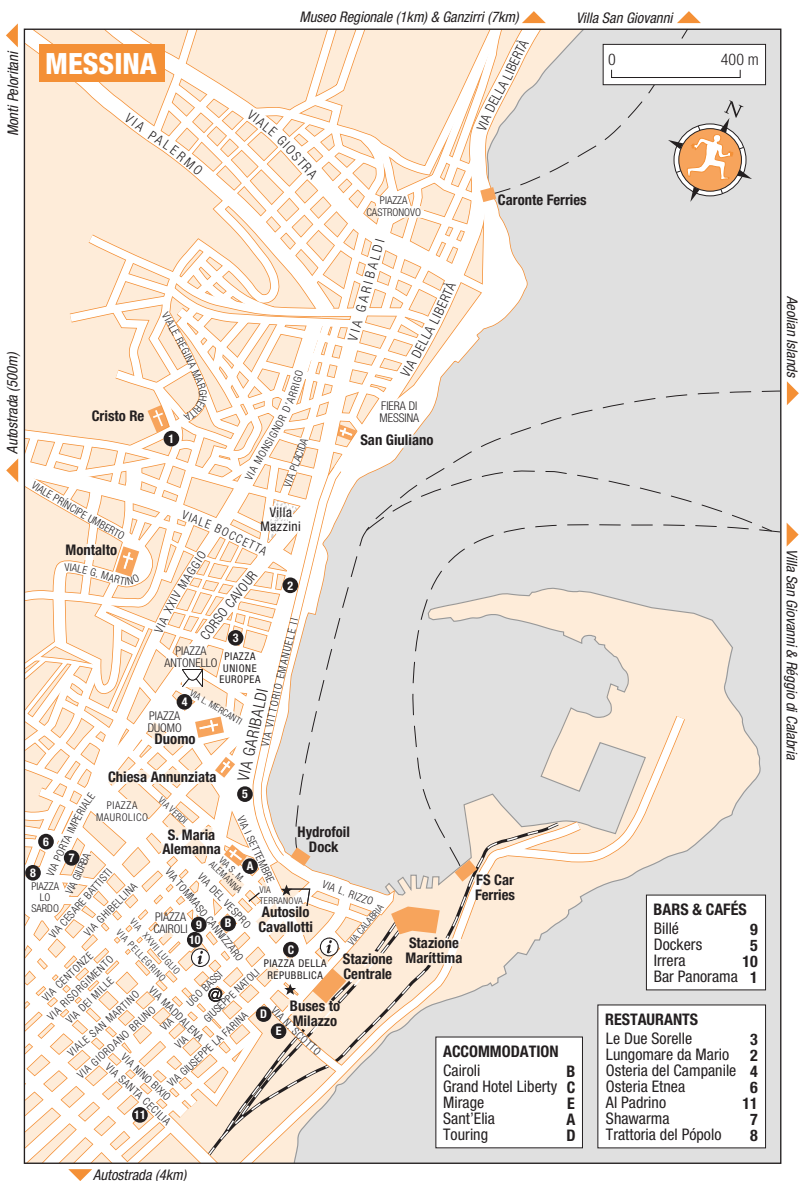 Museo Regionale (1km) & Ganzirri (7km)
Villa San Giovanni
Monti Peloritani
MESSINA
0 400 m
N
VIA PALERMO
VIALE GIOSTRA
VIA DELLA LIBERTÀ
PIAZZA
CASTRONOVO
Caronte Ferries
VIA GARIBALDI
VIA DELLA LIBERTÀ
Aeolian Islands
Autostrada (500m)
VIALE REGINA MARGHERITA
Cristo Re
1
VIA MONSIGNOR D'ARRIGO
VIA PLACIDA
FIERA DI
MESSINA
San Giuliano
VIALE PRINCIPE UMBERTO
VIALE BOCCETTA
Villa
Mazzini
Montalto
VIALE G. MARTINO
VIA XXIV MAGGIO
CORSO CAVOUR
2
Villa San Giovanni & Réggio di Calabria
3
PIAZZA
ANTONELLO
PIAZZA
UNIONE
EUROPEA
VIA VITTORIO EMANUELE II
4
VIA L. MERCANTI
PIAZZA
DUOMO
Duomo
VIA GARIBALDI
Chiesa Annunziata
5
PIAZZA
MAUROLICO
VIA VERDI
VIA I SETTEMBRE
S. Maria
Alemanna
A
VIA S. M.
ALEMANNA
Hydrofoil
Dock
6
7
8
VIA PORTA IMPERIALE
VIA GIURBA
PIAZZA
LO
SARDO
VIA CESARE BATTISTI
VIA GHIBELLINA
VIA TOMMASO CANNIZZARO
VIA DEL VESPRO
VIA
TERRANOVA
Autosilo
Cavallotti
VIA L. RIZZO
VIA CALABRIA
FS Car
Ferries
PIAZZA
CAIROLI
9
10
B
i
C
i
PIAZZA DELLA
REPUBBLICA
Stazione
Centrale
Stazione
Maríttima
VIA XXVII LUGLIO
VIA PELLEGRINO
VIA CENTONZE
VIA RISORGIMENTO
VIA DEI MILLE
VIALE SAN MARTINO
VIA GIORDANO BRUNO
VIA MADDALENA
UGO BASSI
@
GIUSEPPE NATOLI
VIA GIUSEPPE LA FARINA
VIA NINO BIXIO
VIA SANTA CECILIA
11
D
E
Buses to
Milazzo
VIA N. SCOTTO
BARS & CAFÉS
Billé 9
Dockers 5
Irrera 10
Bar Panorama 1
ACCOMMODATION
Cairoli B
Grand Hotel Liberty C
Mirage E
Sant'Elia A
Touring D
RESTAURANTS
Le Due Sorelle 3
Lungomare da Mario 2
Osteria del Campanile 4
Osteria Etnea 6
Al Padrino 11
Shawarma 7
Trattoria del Pópolo 8
Autostrada (4km)